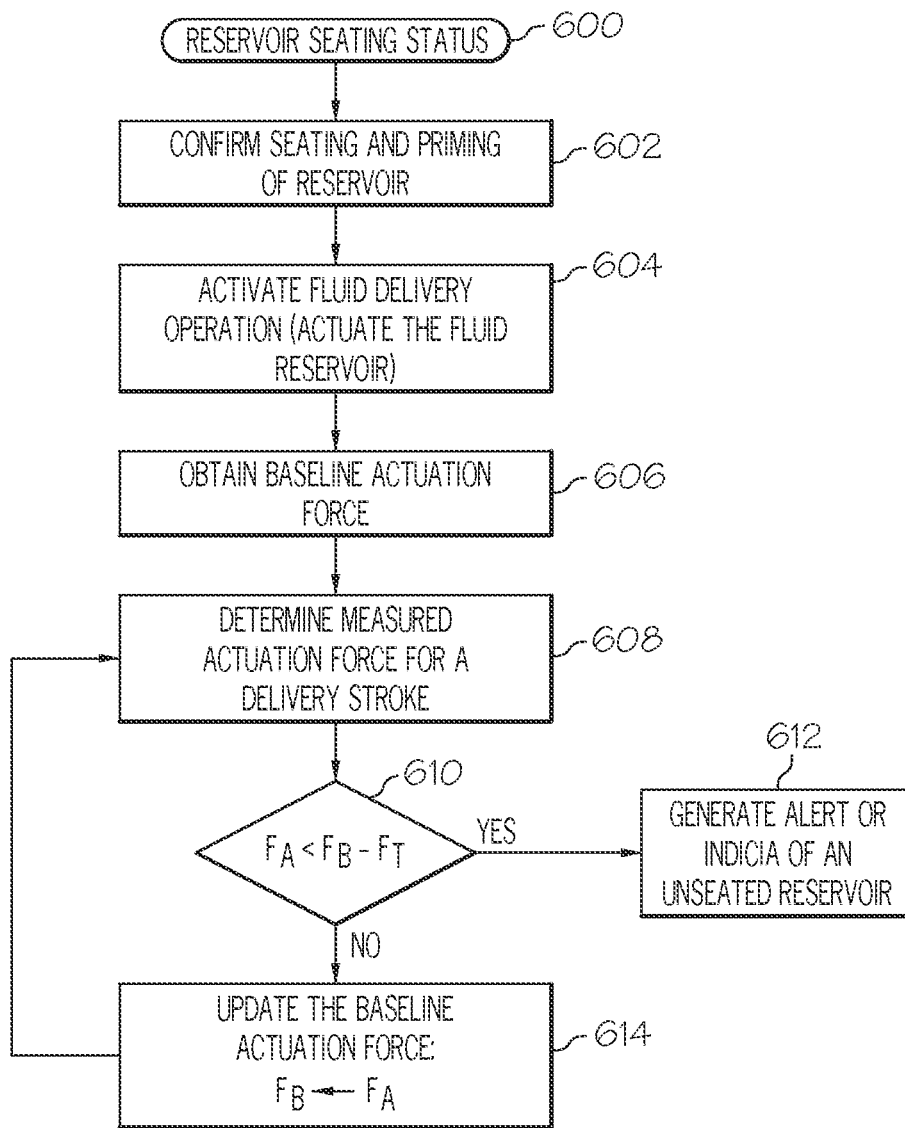 RESERVOIR SEATING STATUS
600
CONFIRM SEATING AND PRIMING
OF RESERVOIR
602
ACTIVATE FLUID DELIVERY
OPERATION (ACTUATE THE FLUID
RESERVOIR)
604
OBTAIN BASELINE ACTUATION
FORCE
606
DETERMINE MEASURED
ACTUATION FORCE FOR A
DELIVERY STROKE
608
610
FA < FB - FT
YES
612
GENERATE ALERT OR
INDICIA OF AN
UNSEATED RESERVOIR
NO
UPDATE THE BASELINE
ACTUATION FORCE:
FB ← FA
614